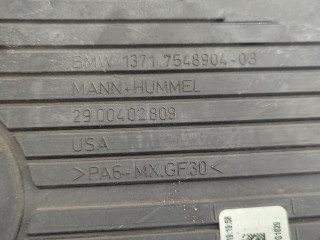 BMW 1371 7548904-03
MANN+HUMMEL
29 00402809
USA
>PA6-MX.GF30<